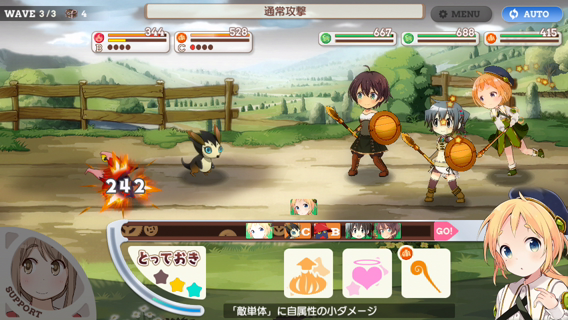 WAVE 3/3 4
通常攻撃
MENU
AUTO
344
528
667
688
415
B
C
242
C B
GO!
とっておき
SUPPORT
「敵単体」に自属性の小ダメージ